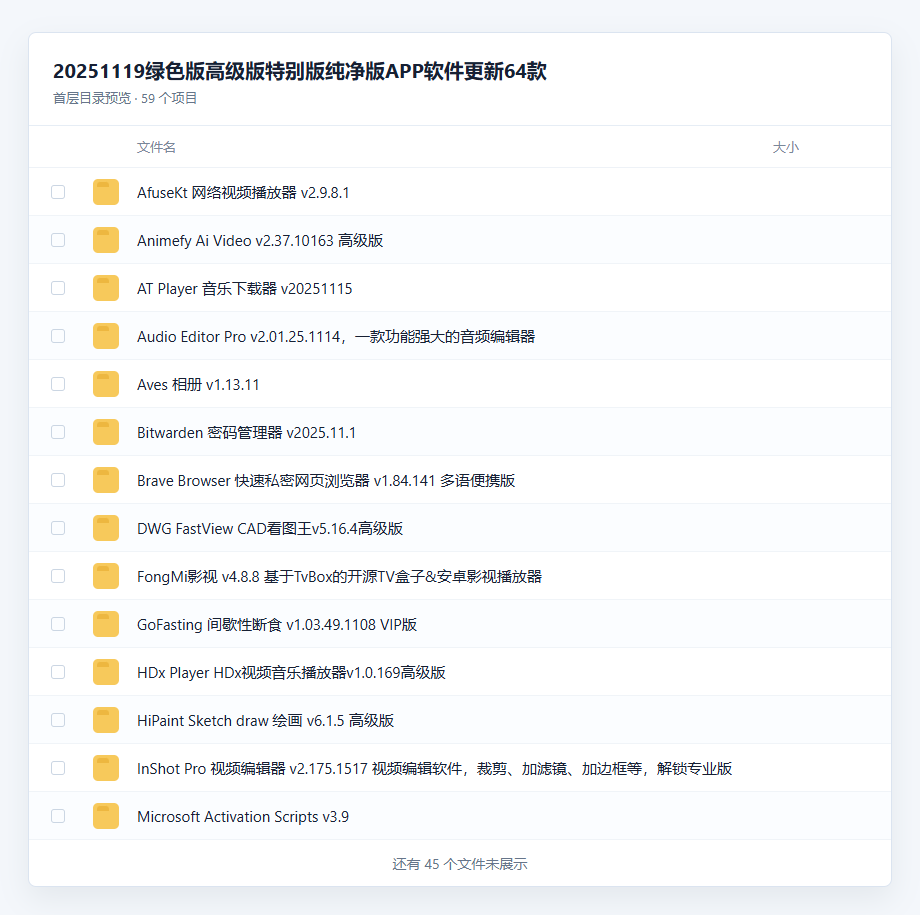 20251119绿色版高级版特别版纯净版APP软件更新64款
首层目录预览 · 59 个项目
文件名 大小
AfuseKt 网络视频播放器 v2.9.8.1
Animefy Ai Video v2.37.10163 高级版
AT Player 音乐下载器 v20251115
Audio Editor Pro v2.01.25.1114，一款功能强大的音频编辑器
Aves 相册 v1.13.11
Bitwarden 密码管理器 v2025.11.1
Brave Browser 快速私密网页浏览器 v1.84.141 多语便携版
DWG FastView CAD看图王v5.16.4高级版
FongMi影视 v4.8.8 基于TvBox的开源TV盒子&安卓影视播放器
GoFasting 间歇性断食 v1.03.49.1108 VIP版
HDx Player HDx视频音乐播放器v1.0.169高级版
HiPaint Sketch draw 绘画 v6.1.5 高级版
InShot Pro 视频编辑器 v2.175.1517 视频编辑软件，裁剪、加滤镜、加边框等，解锁专业版
Microsoft Activation Scripts v3.9
还有 45 个文件未展示